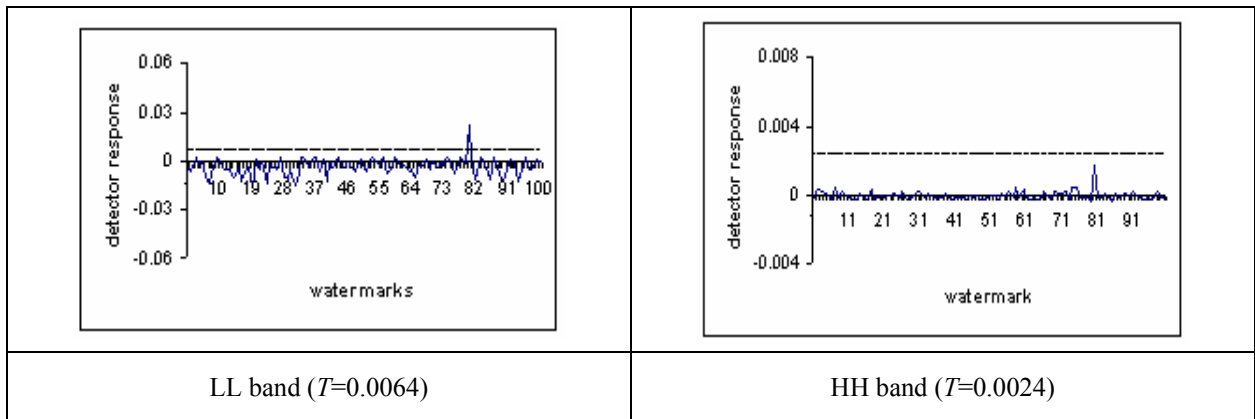 0.06
0.03
0
-0.03
-0.06
detector response
10 19 28 37 46 55 64 73 82 91 100
watermarks
LL band (T=0.0064)
0.008
0.004
0
-0.004
detector response
11 21 31 41 51 61 71 81 91
watermark
HH band (T=0.0024)